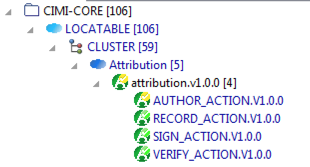 CIMI-CORE [106]
LOCATABLE [106]
CLUSTER [59]
Attribution [5]
attribution.v1.0.0 [4]
AUTHOR_ACTION.V1.0.0
RECORD_ACTION.V1.0.0
SIGN_ACTION.V1.0.0
VERIFY_ACTION.V1.0.0